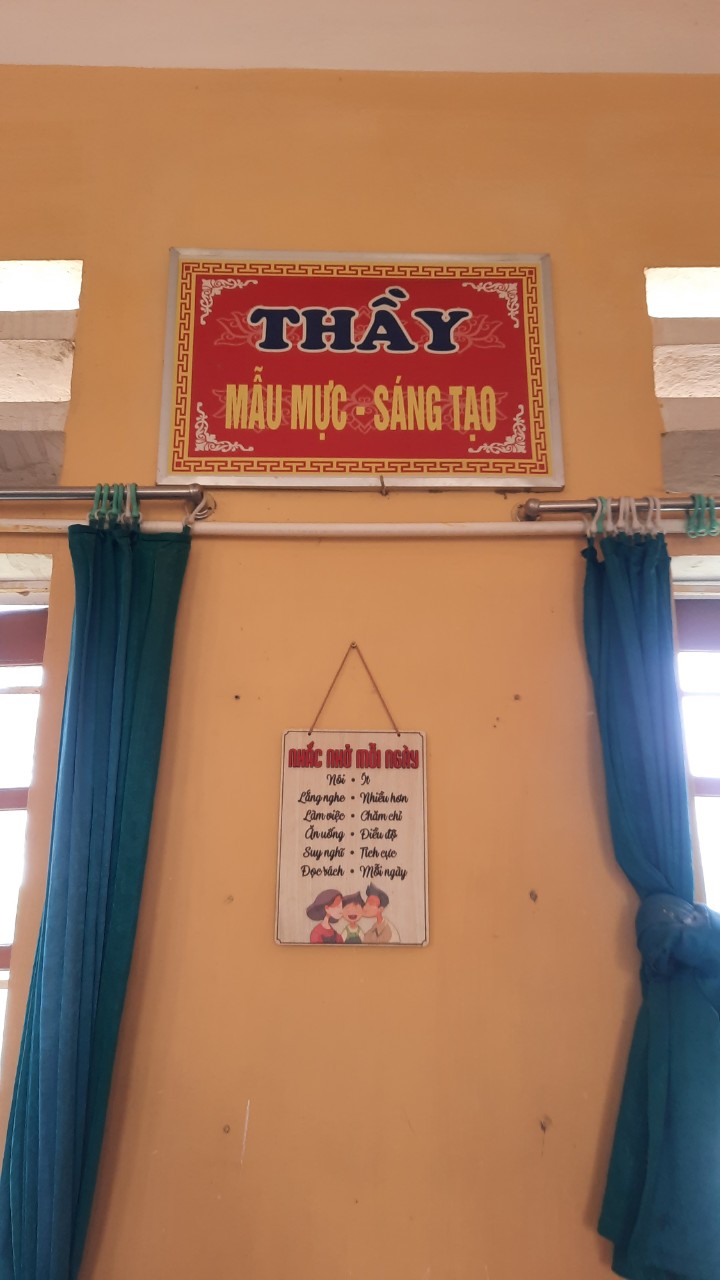 THẦY
MẪU MỰC - SÁNG TẠO
NHẮC NHỞ MỖI NGÀY
Nói • Ít
Lắng nghe • Nhiều hơn
Làm việc • Chăm chỉ
Ăn uống • Điều độ
Suy nghĩ • Tích cực
Đọc sách • Mỗi ngày